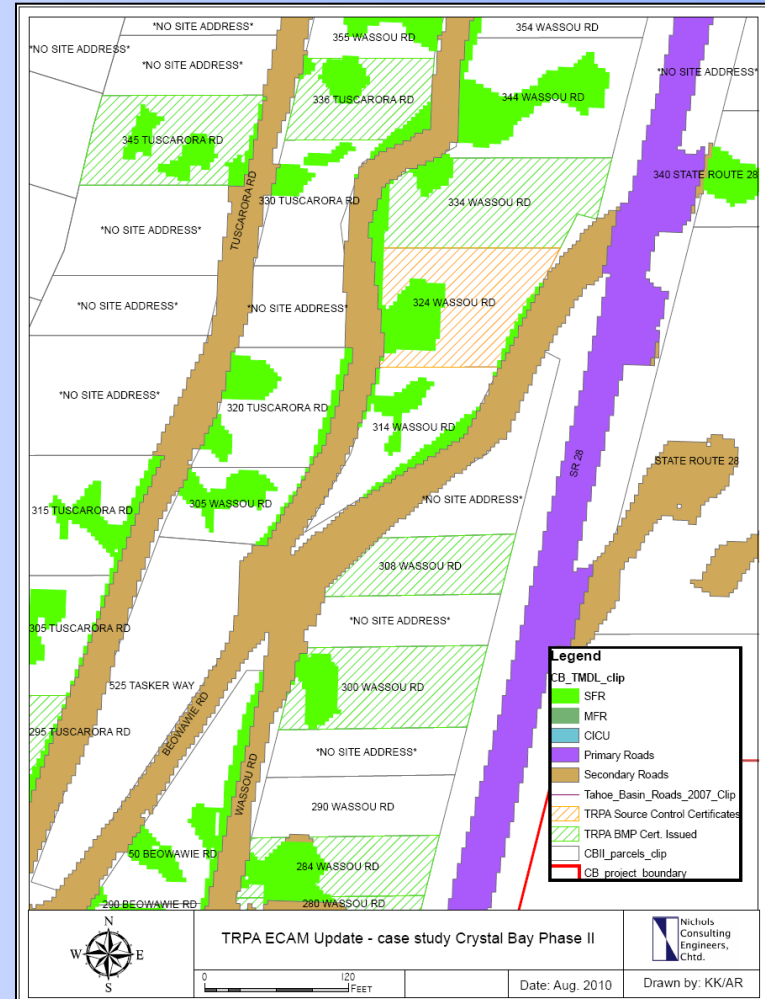 *NO SITE ADDRESS*
355 WASSOU RD
354 WASSOU RD
*NO SITE ADDRESS*
*NO SITE ADDRESS*
*NO SITE ADDRESS*
336 TUSCARORA RD
344 WASSOU RD
345 TUSCARORA RD
340 STATE ROUTE 28
TUSCARORA RD
330 TUSCARORA RD
334 WASSOU RD
*NO SITE ADDRESS*
*NO SITE ADDRESS*
*NO SITE ADDRESS*
324 WASSOU RD
*NO SITE ADDRESS*
320 TUSCARORA RD
314 WASSOU RD
SR 28
STATE ROUTE 28
305 WASSOU RD
*NO SITE ADDRESS*
315 TUSCARORA RD
308 WASSOU RD
*NO SITE ADDRESS*
305 TUSCARORA RD
525 TASKER WAY
300 WASSOU RD
BEOWAWIE RD
295 TUSCARORA RD
*NO SITE ADDRESS*
WASSOU RD
290 WASSOU RD
50 BEOWAWIE RD
284 WASSOU RD
290 BEOWAWIE RD
280 WASSOU RD
Legend
CB_TMDL_clip
SFR
MFR
CICU
Primary Roads
Secondary Roads
Tahoe_Basin_Roads_2007_Clip
TRPA Source Control Certificates
TRPA BMP Cert. Issued
CBII_parcels_clip
CB_project_boundary
N
W
E
S
TRPA ECAM Update - case study Crystal Bay Phase II
0
120
FEET
Date: Aug. 2010
Nichols
Consulting
Engineers,
Chtd.
Drawn by: KK/AR